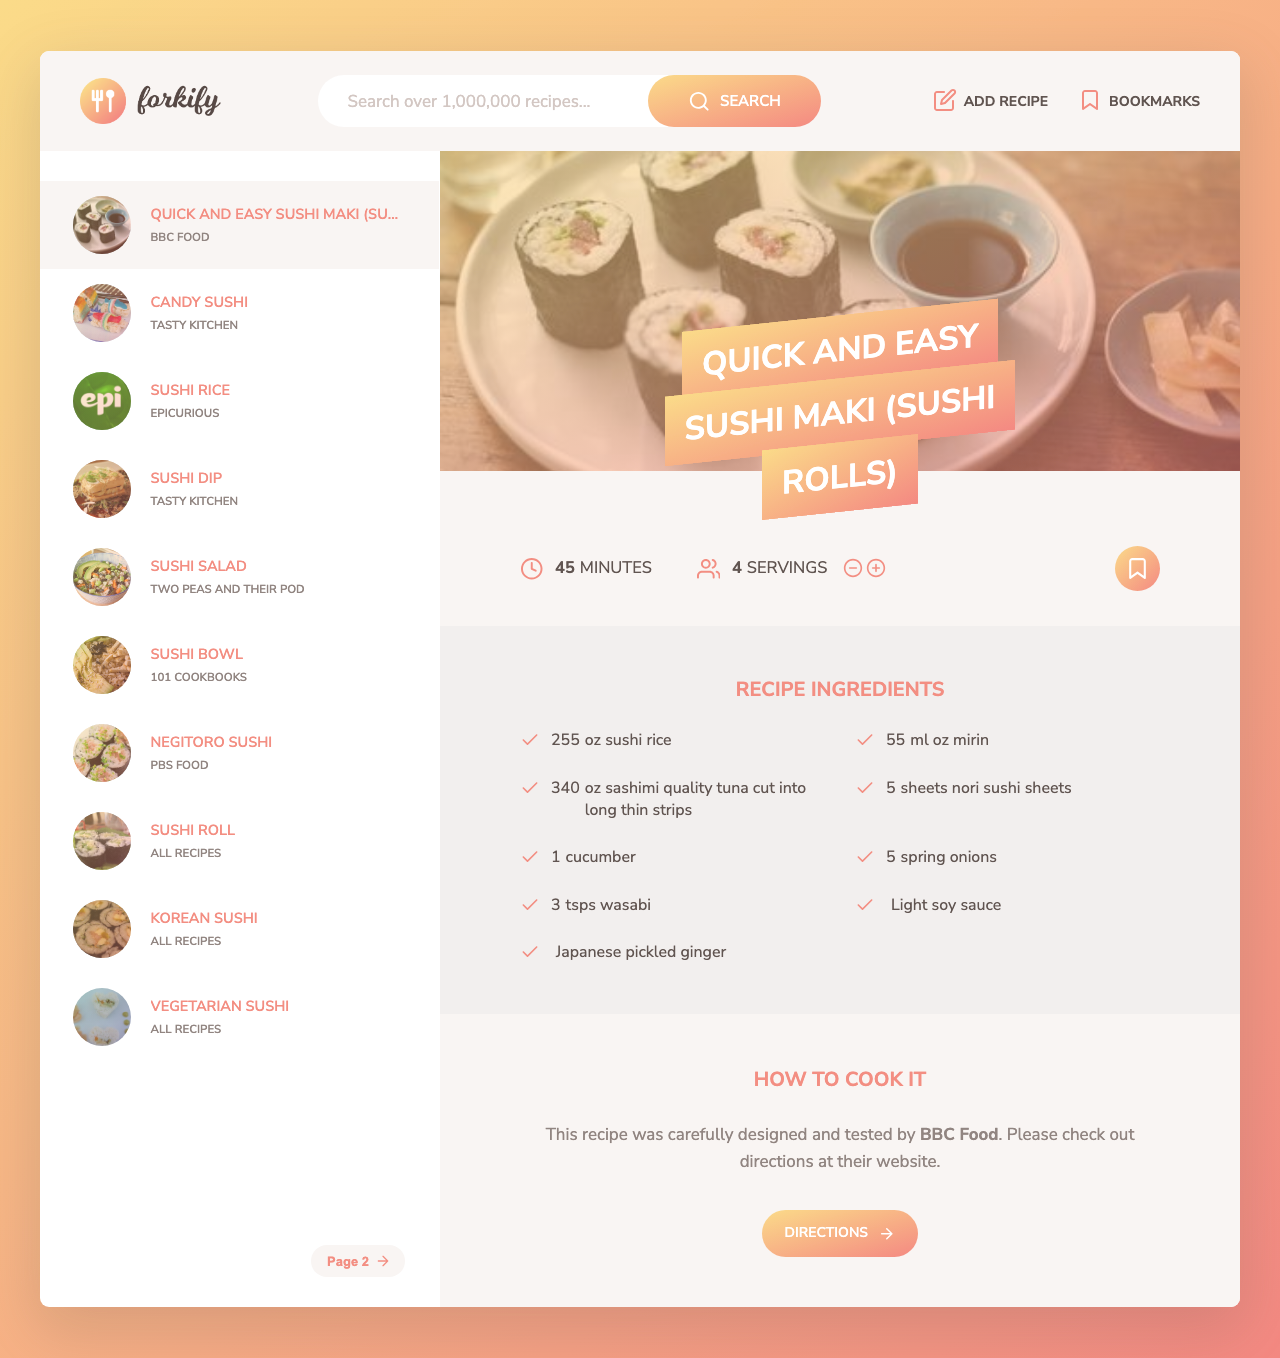 forkify
Search over 1,000,000 recipes...
SEARCH
ADD RECIPE
BOOKMARKS
QUICK AND EASY SUSHI MAKI (SU...
BBC FOOD
CANDY SUSHI
TASTY KITCHEN
epi
SUSHI RICE
EPICURIOUS
SUSHI DIP
TASTY KITCHEN
SUSHI SALAD
TWO PEAS AND THEIR POD
SUSHI BOWL
101 COOKBOOKS
NEGITORO SUSHI
PBS FOOD
SUSHI ROLL
ALL RECIPES
KOREAN SUSHI
ALL RECIPES
VEGETARIAN SUSHI
ALL RECIPES
Page 2
QUICK AND EASY
SUSHI MAKI (SUSHI
ROLLS)
45 MINUTES
4 SERVINGS
RECIPE INGREDIENTS
255 oz sushi rice
55 ml oz mirin
340 oz sashimi quality tuna cut into
long thin strips
5 sheets nori sushi sheets
1 cucumber
5 spring onions
3 tsps wasabi
Light soy sauce
Japanese pickled ginger
HOW TO COOK IT
This recipe was carefully designed and tested by BBC Food. Please check out
directions at their website.
DIRECTIONS